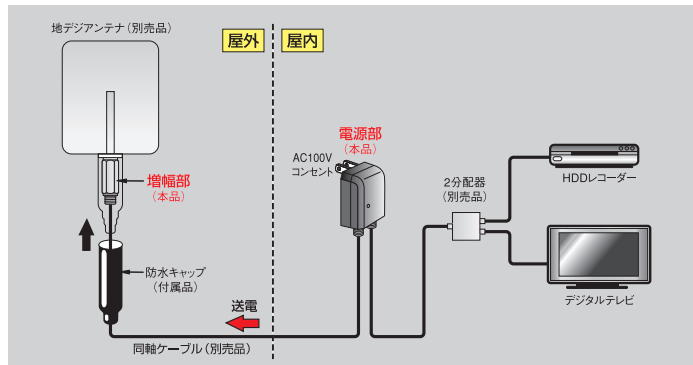 地デジアンテナ（別売品）
屋外
屋内
増幅部
（本品）
防水キャップ
（付属品）
送電
同軸ケーブル（別売品）
電源部
（本品）
AC100V
コンセント
2分配器
（別売品）
HDDレコーダー
デジタルテレビ